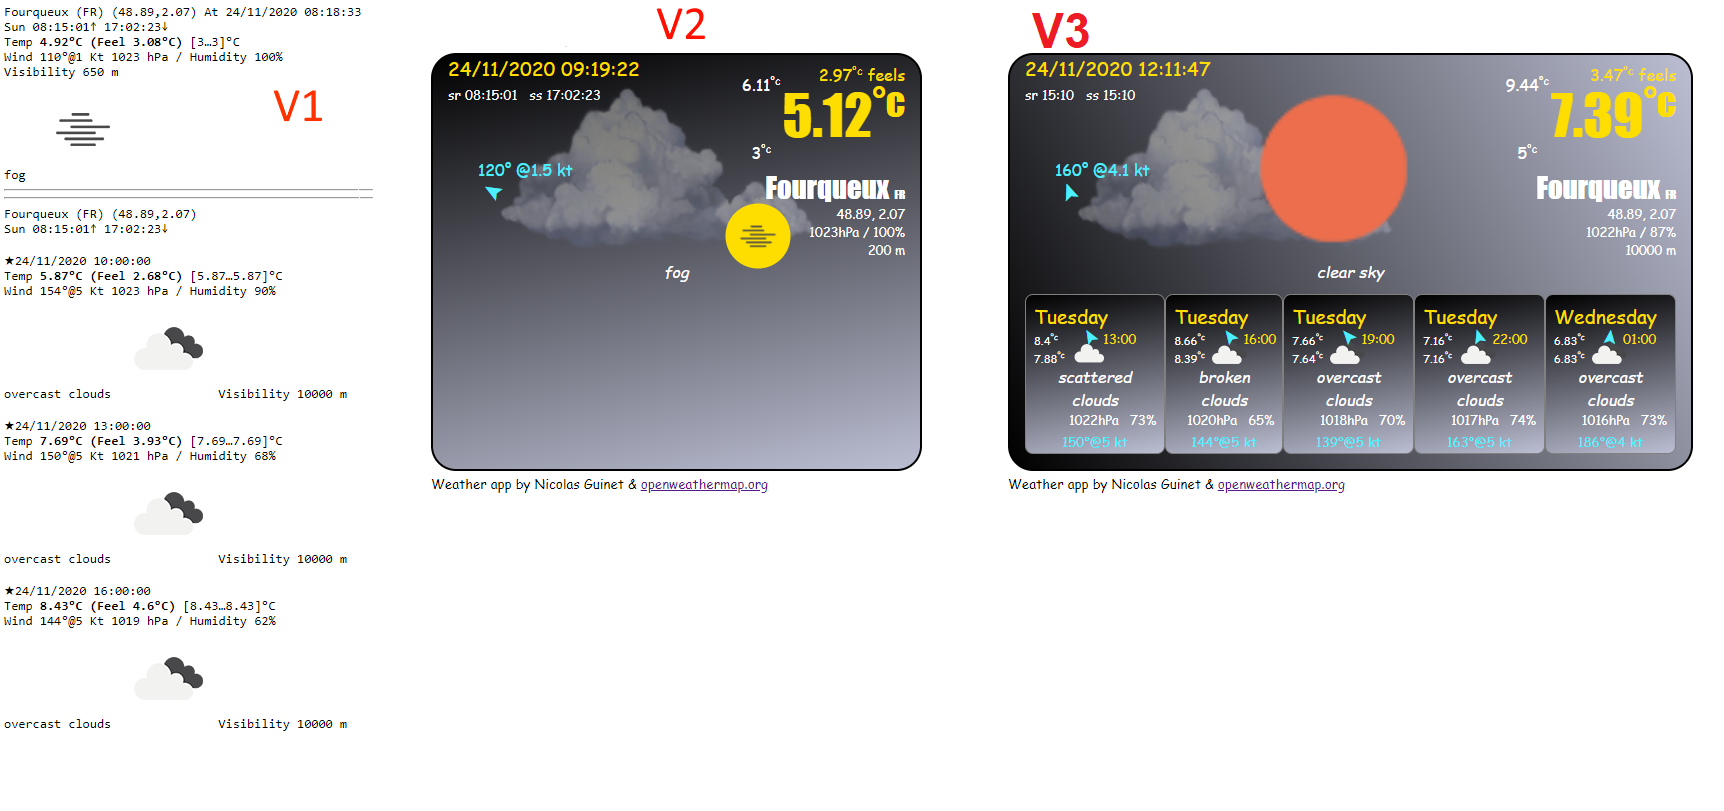 Fourqueux (FR) (48.89,2.07) At 24/11/2020 08:18:33
Sun 08:15:01↑ 17:02:23↓
Temp 4.92°C (Feel 3.08°C) [3…3]°C
Wind 110°@1 Kt 1023 hPa / Humidity 100%
Visibility 650 m
V1
fog
Fourqueux (FR) (48.89,2.07)
Sun 08:15:01↑ 17:02:23↓
★24/11/2020 10:00:00
Temp 5.87°C (Feel 2.68°C) [5.87…5.87]°C
Wind 154°@5 Kt 1023 hPa / Humidity 90%
overcast clouds Visibility 10000 m
★24/11/2020 13:00:00
Temp 7.69°C (Feel 3.93°C) [7.69…7.69]°C
Wind 150°@5 Kt 1021 hPa / Humidity 68%
overcast clouds Visibility 10000 m
★24/11/2020 16:00:00
Temp 8.43°C (Feel 4.6°C) [8.43…8.43]°C
Wind 144°@5 Kt 1019 hPa / Humidity 62%
overcast clouds Visibility 10000 m
V2
24/11/2020 09:19:22
2.97°c feels
6.11°c
5.12°c
sr 08:15:01 ss 17:02:23
3°c
120° @1.5 kt
Fourqueux FR
48.89, 2.07
1023hPa / 100%
200 m
fog
Weather app by Nicolas Guinet & openweathermap.org
V3
24/11/2020 12:11:47
3.47°c feels
9.44°c
7.39°c
sr 15:10 ss 15:10
5°c
160° @4.1 kt
Fourqueux FR
48.89, 2.07
1022hPa / 87%
10000 m
clear sky
Tuesday
8.4°c
13:00
7.88°c
scattered
clouds
1022hPa 73%
150°@5 kt
Tuesday
8.66°c
16:00
8.39°c
broken
clouds
1020hPa 65%
144°@5 kt
Tuesday
7.66°c
19:00
7.64°c
overcast
clouds
1018hPa 70%
139°@5 kt
Tuesday
7.16°c
22:00
7.16°c
overcast
clouds
1017hPa 74%
163°@5 kt
Wednesday
6.83°c
01:00
6.83°c
overcast
clouds
1016hPa 73%
186°@4 kt
Weather app by Nicolas Guinet & openweathermap.org